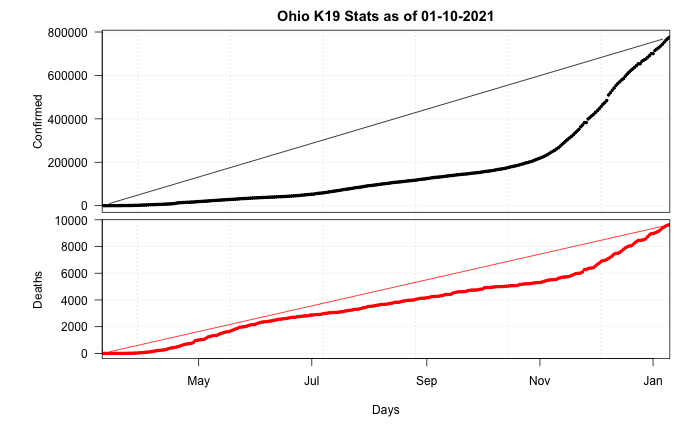 Ohio K19 Stats as of 01-10-2021
800000
600000
400000
200000
0
Confirmed
10000
8000
6000
4000
2000
0
Deaths
May Jul Sep Nov Jan
Days